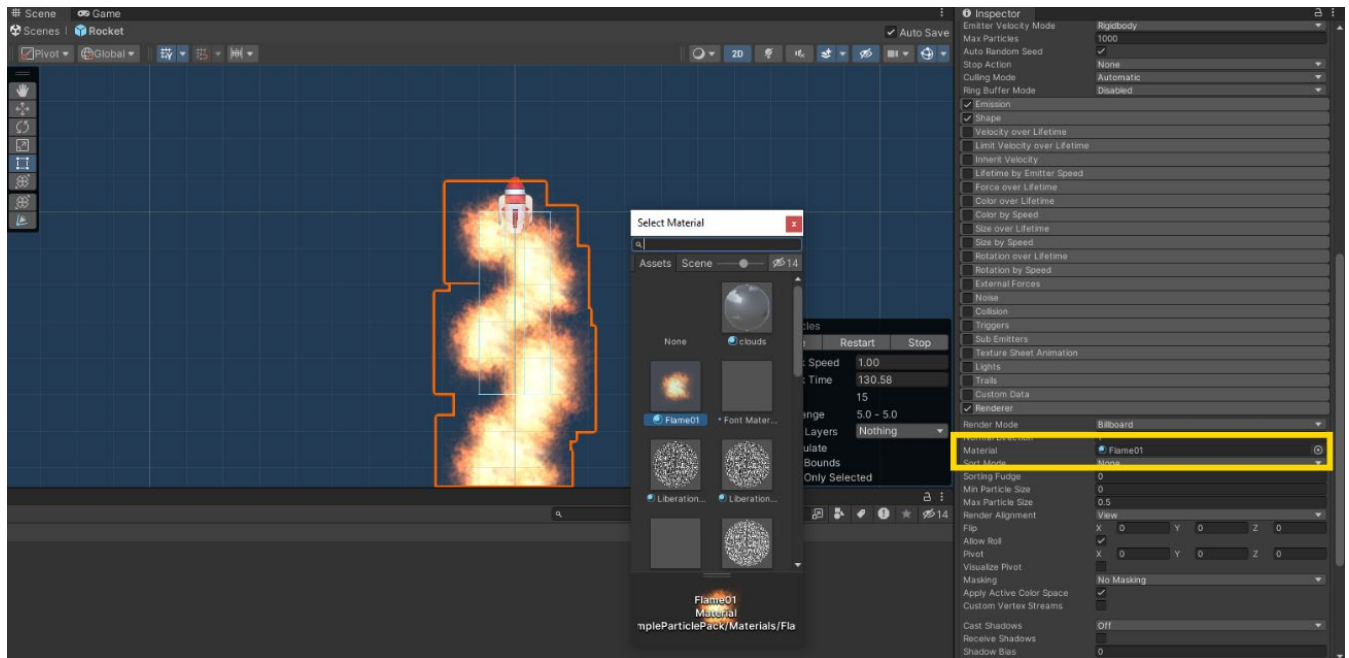 Scene Game
Scenes Rocket
Auto Save
Pivot Global
2D
Select Material
x
Assets Scene 14
None clouds
Flame01 * Font Mater...
Liberation... Liberation...
Flame01
Material
mpleParticlePack/Materials/Fla
Restart Stop
Speed 1.00
Time 130.58
15
5.0 - 5.0
Layers Nothing
Bounds
Only Selected
14
Inspector
Emitter Velocity Mode Rigidbody
Max Particles 1000
Auto Random Seed
Stop Action None
Culling Mode Automatic
Ring Buffer Mode Disabled
Emission
Shape
Velocity over Lifetime
Limit Velocity over Lifetime
Inherit Velocity
Lifetime by Emitter Speed
Force over Lifetime
Color over Lifetime
Color by Speed
Size over Lifetime
Size by Speed
Rotation over Lifetime
Rotation by Speed
External Forces
Noise
Collision
Triggers
Sub Emitters
Texture Sheet Animation
Lights
Trails
Custom Data
Renderer
Render Mode Billboard
Normal Direction 1
Material Flame01
Sort Mode None
Sorting Fudge 0
Min Particle Size 0
Max Particle Size 0.5
Render Alignment View
Flip X 0 Y 0 Z 0
Allow Roll
Pivot X 0 Y 0 Z 0
Visualize Pivot
Masking No Masking
Apply Active Color Space
Custom Vertex Streams
Cast Shadows Off
Receive Shadows
Shadow Bias 0